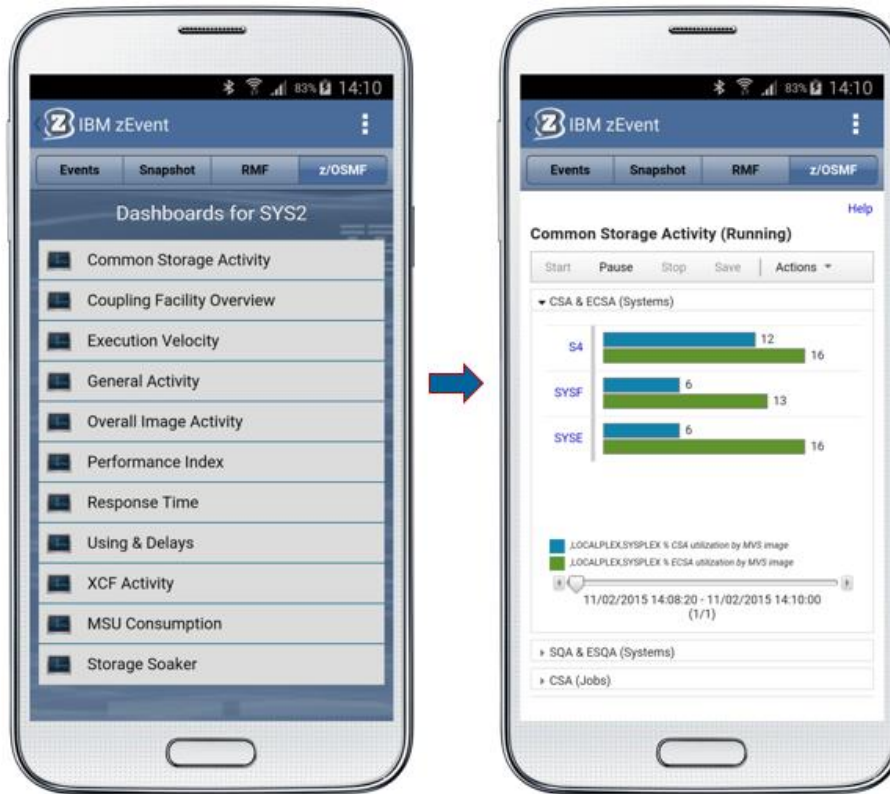 83% 14:10
IBM zEvent
Events Snapshot RMF z/OSMF
Dashboards for SYS2
Common Storage Activity
Coupling Facility Overview
Execution Velocity
General Activity
Overall Image Activity
Performance Index
Response Time
Using & Delays
XCF Activity
MSU Consumption
Storage Soaker
83% 14:10
IBM zEvent
Events Snapshot RMF z/OSMF
Help
Common Storage Activity (Running)
Start Pause Stop Save Actions
CSA & ECSA (Systems)
S4 12
16
SYSF 6
13
SYSE 6
16
,LOCALPLEX,SYSPLEX % CSA utilization by MVS image
,LOCALPLEX,SYSPLEX % ECSA utilization by MVS image
11/02/2015 14:08:20 - 11/02/2015 14:10:00
(1/1)
SQA & ESQA (Systems)
CSA (Jobs)